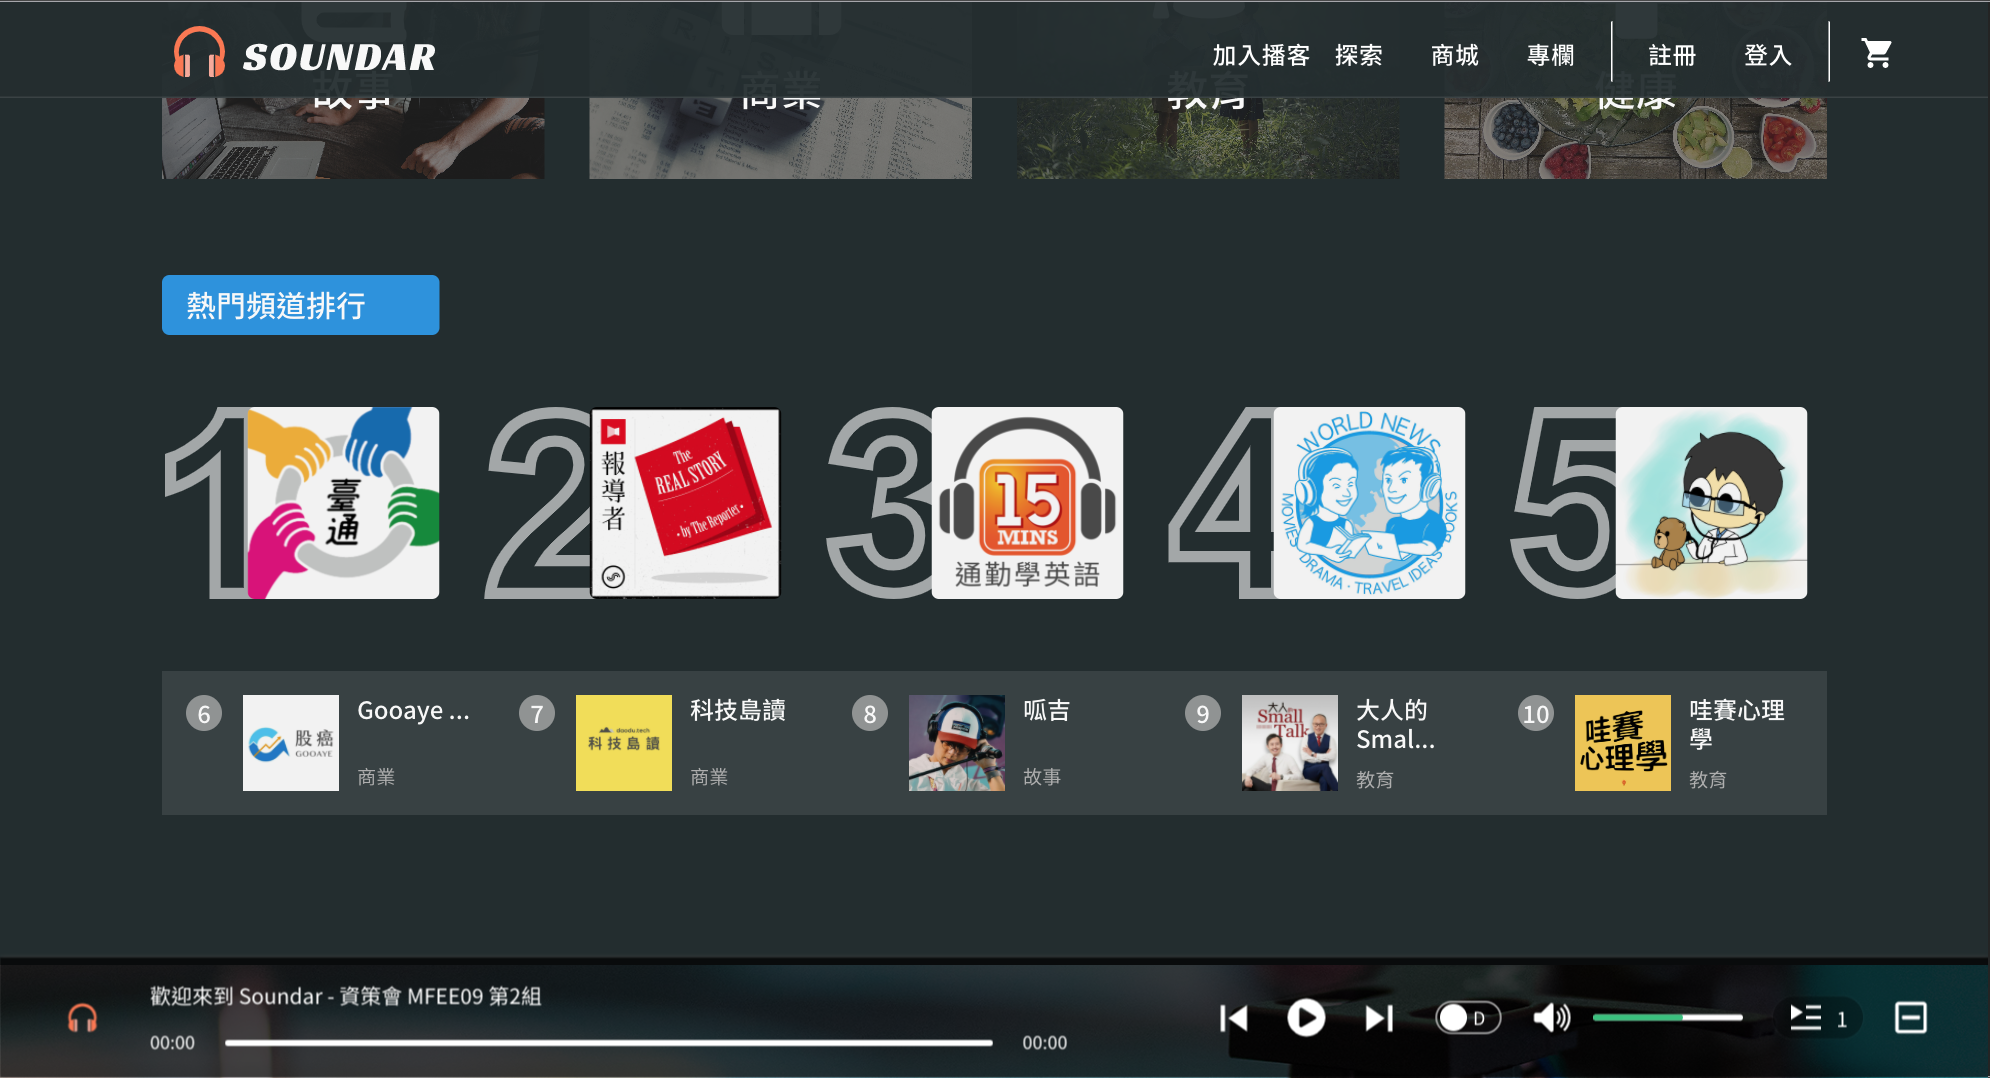 SOUNDAR
加入播客 探索 商城 專欄 註冊 登入
故事 商業 教育 健康
熱門頻道排行
1
臺通
2
報導者
The
REAL STORY
• by The Reporter •
3
15
MINS
通勤學英語
4
WORLD NEWS
MOVIES · DRAMA · TRAVEL IDEAS · BOOKS
5
6
股癌
GOOAYE
Gooaye ...
商業
7
daodu.tech
科技島讀
科技島讀
商業
8
呱吉
故事
9
大人的
Small
Talk
大人的
Smal...
教育
10
哇賽
心理學
哇賽心理
學
教育
歡迎來到 Soundar - 資策會 MFEE09 第2組
00:00
00:00
D
1